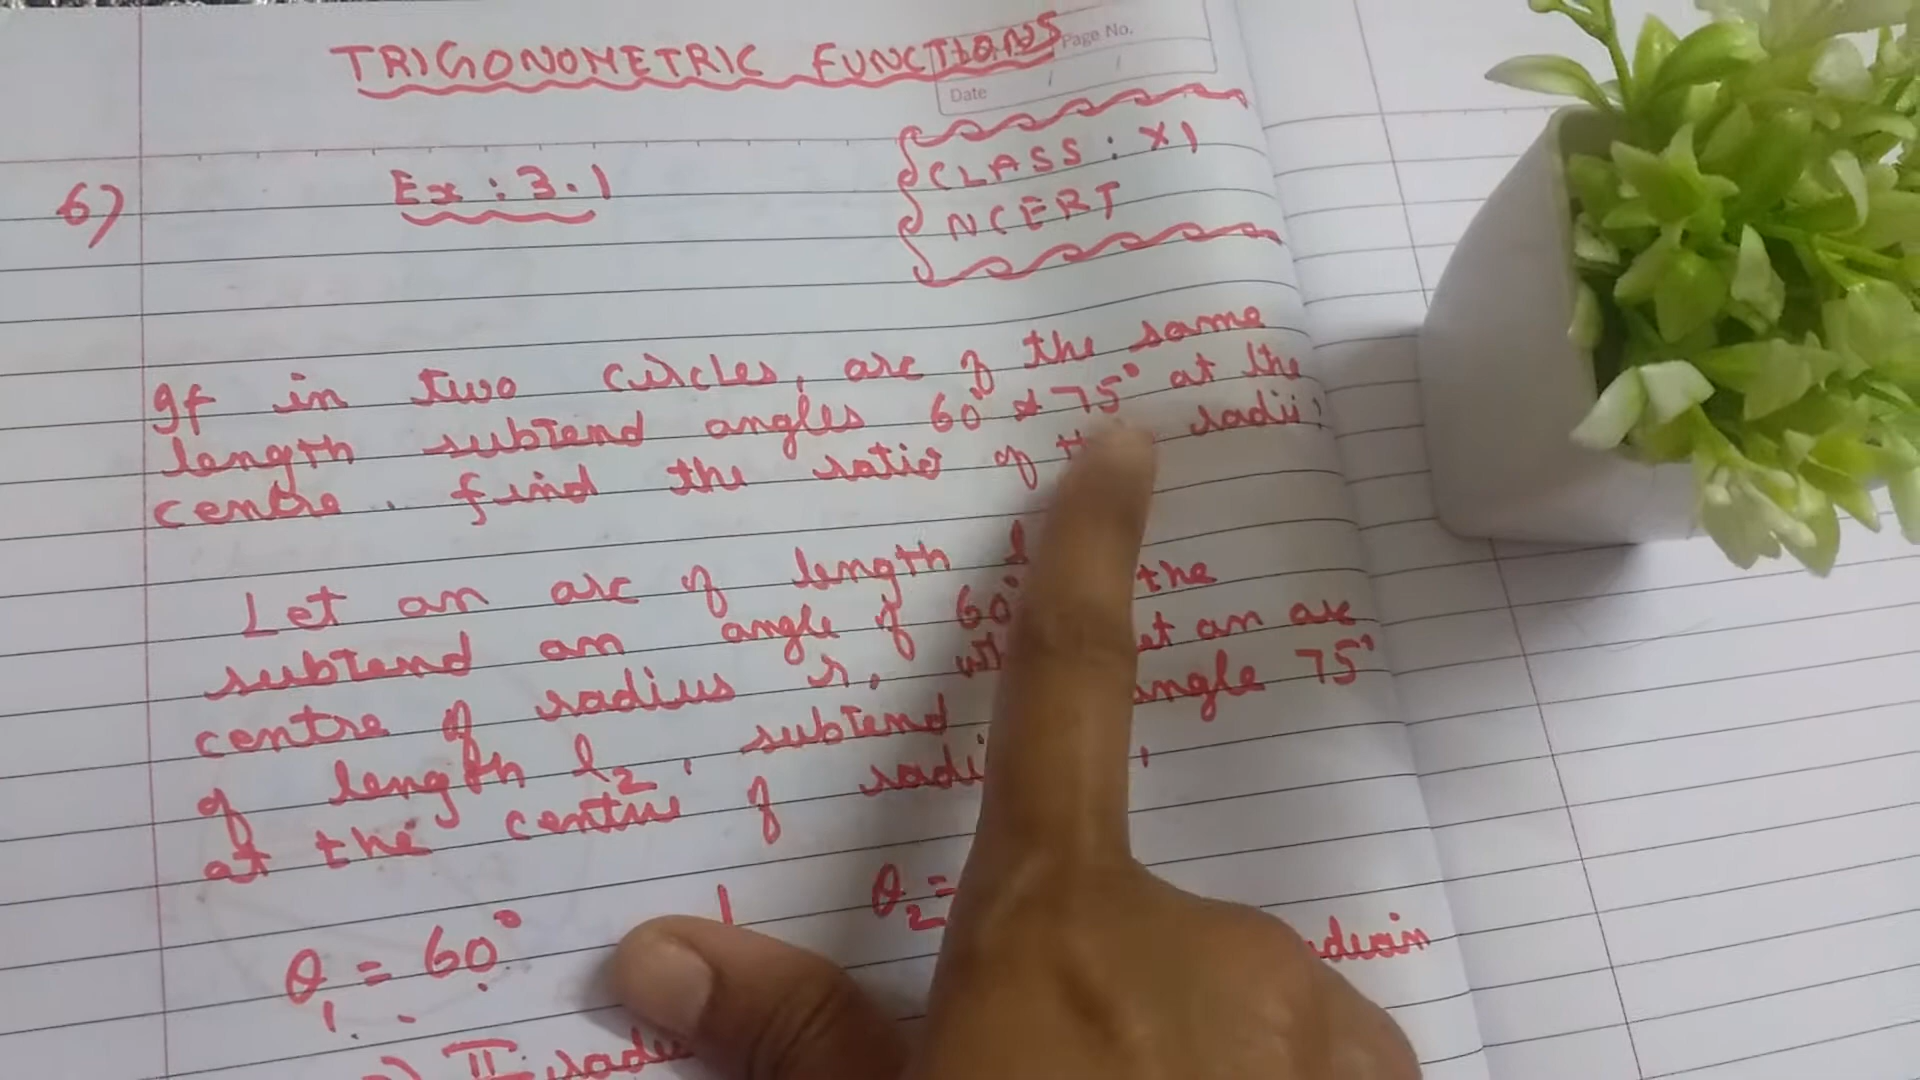 TRIGONOMETRIC FUNCTIONS
Page No.
Date
CLASS: XI
NCERT
6)
Ex: 3.1
If in two circles, arc of the same
length subtend angles 60° & 75° at the
centre. find the ratio of radii,
Let an arc of length l
subtend an angle of 60° the
centre of radius r, let an arc
of length l2, subtend angle 75°
at the centre of
θ1 = 60°
θ2 =
π